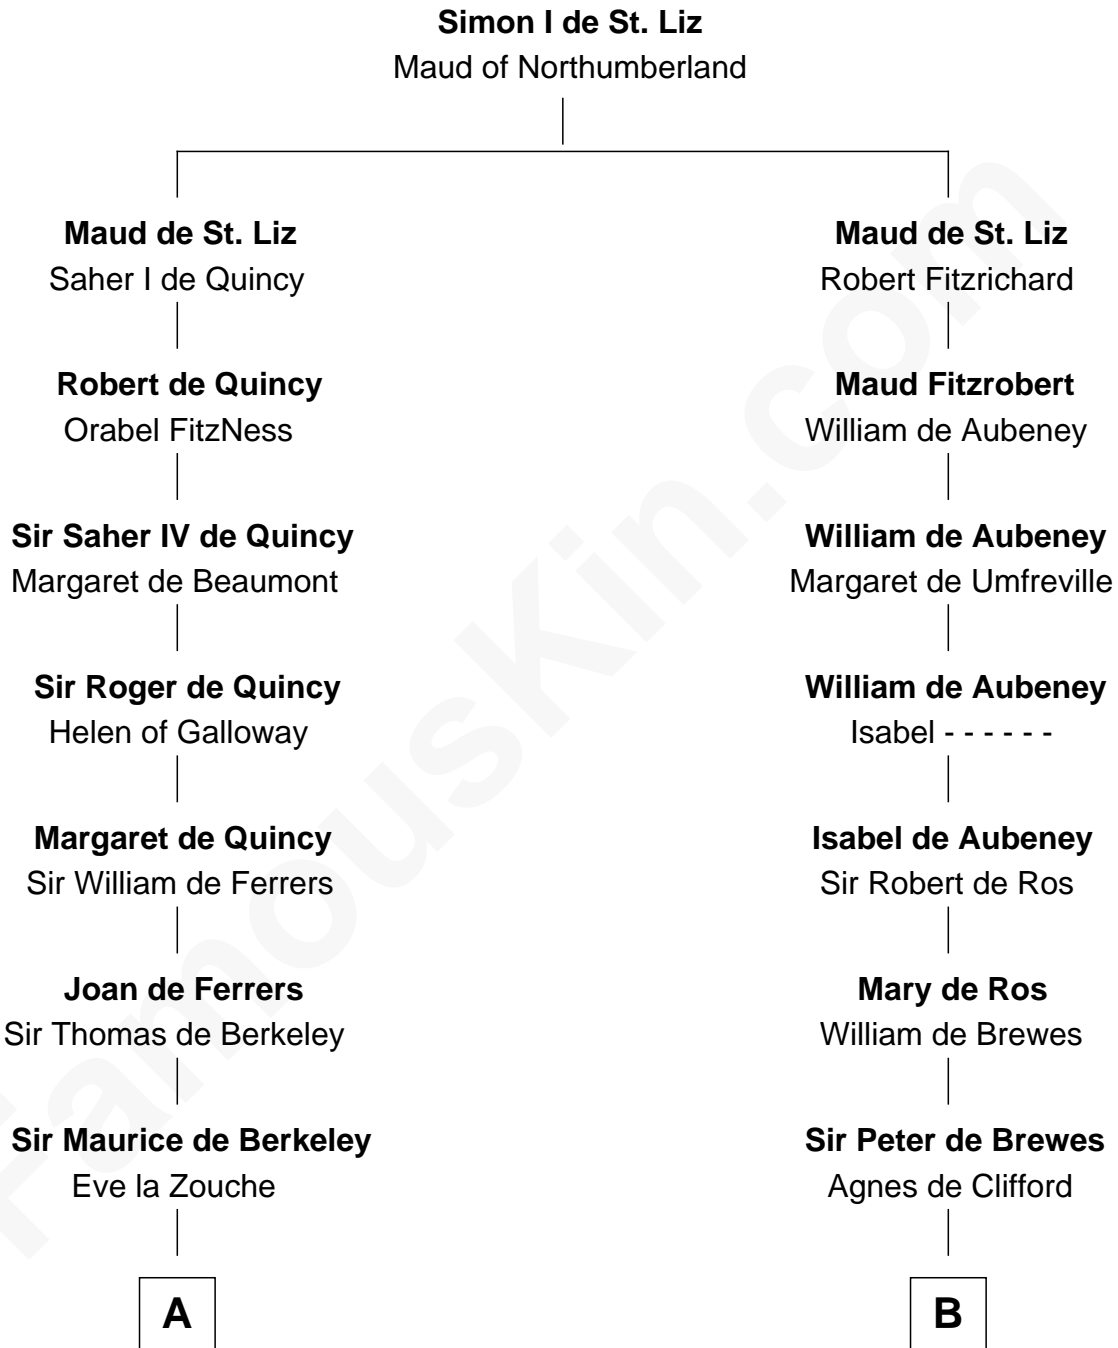 Simon I de St. Liz
Maud of Northumberland
Maud de St. Liz
Saher I de Quincy
Maud de St. Liz
Robert Fitzrichard
Robert de Quincy
Orabel FitzNess
Maud Fitzrobert
William de Aubeney
Sir Saher IV de Quincy
Margaret de Beaumont
William de Aubeney
Margaret de Umfreville
Sir Roger de Quincy
Helen of Galloway
William de Aubeney
Isabel - - - - - -
Margaret de Quincy
Sir William de Ferrers
Isabel de Aubeney
Sir Robert de Ros
Joan de Ferrers
Sir Thomas de Berkeley
Mary de Ros
William de Brewes
Sir Maurice de Berkeley
Eve la Zouche
Sir Peter de Brewes
Agnes de Clifford
A
B
FamousKin.com